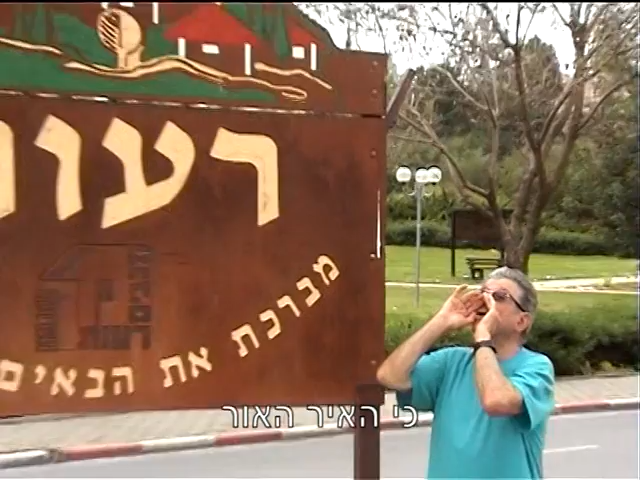 רעו
מברכת את הבאים
כי האיר האור